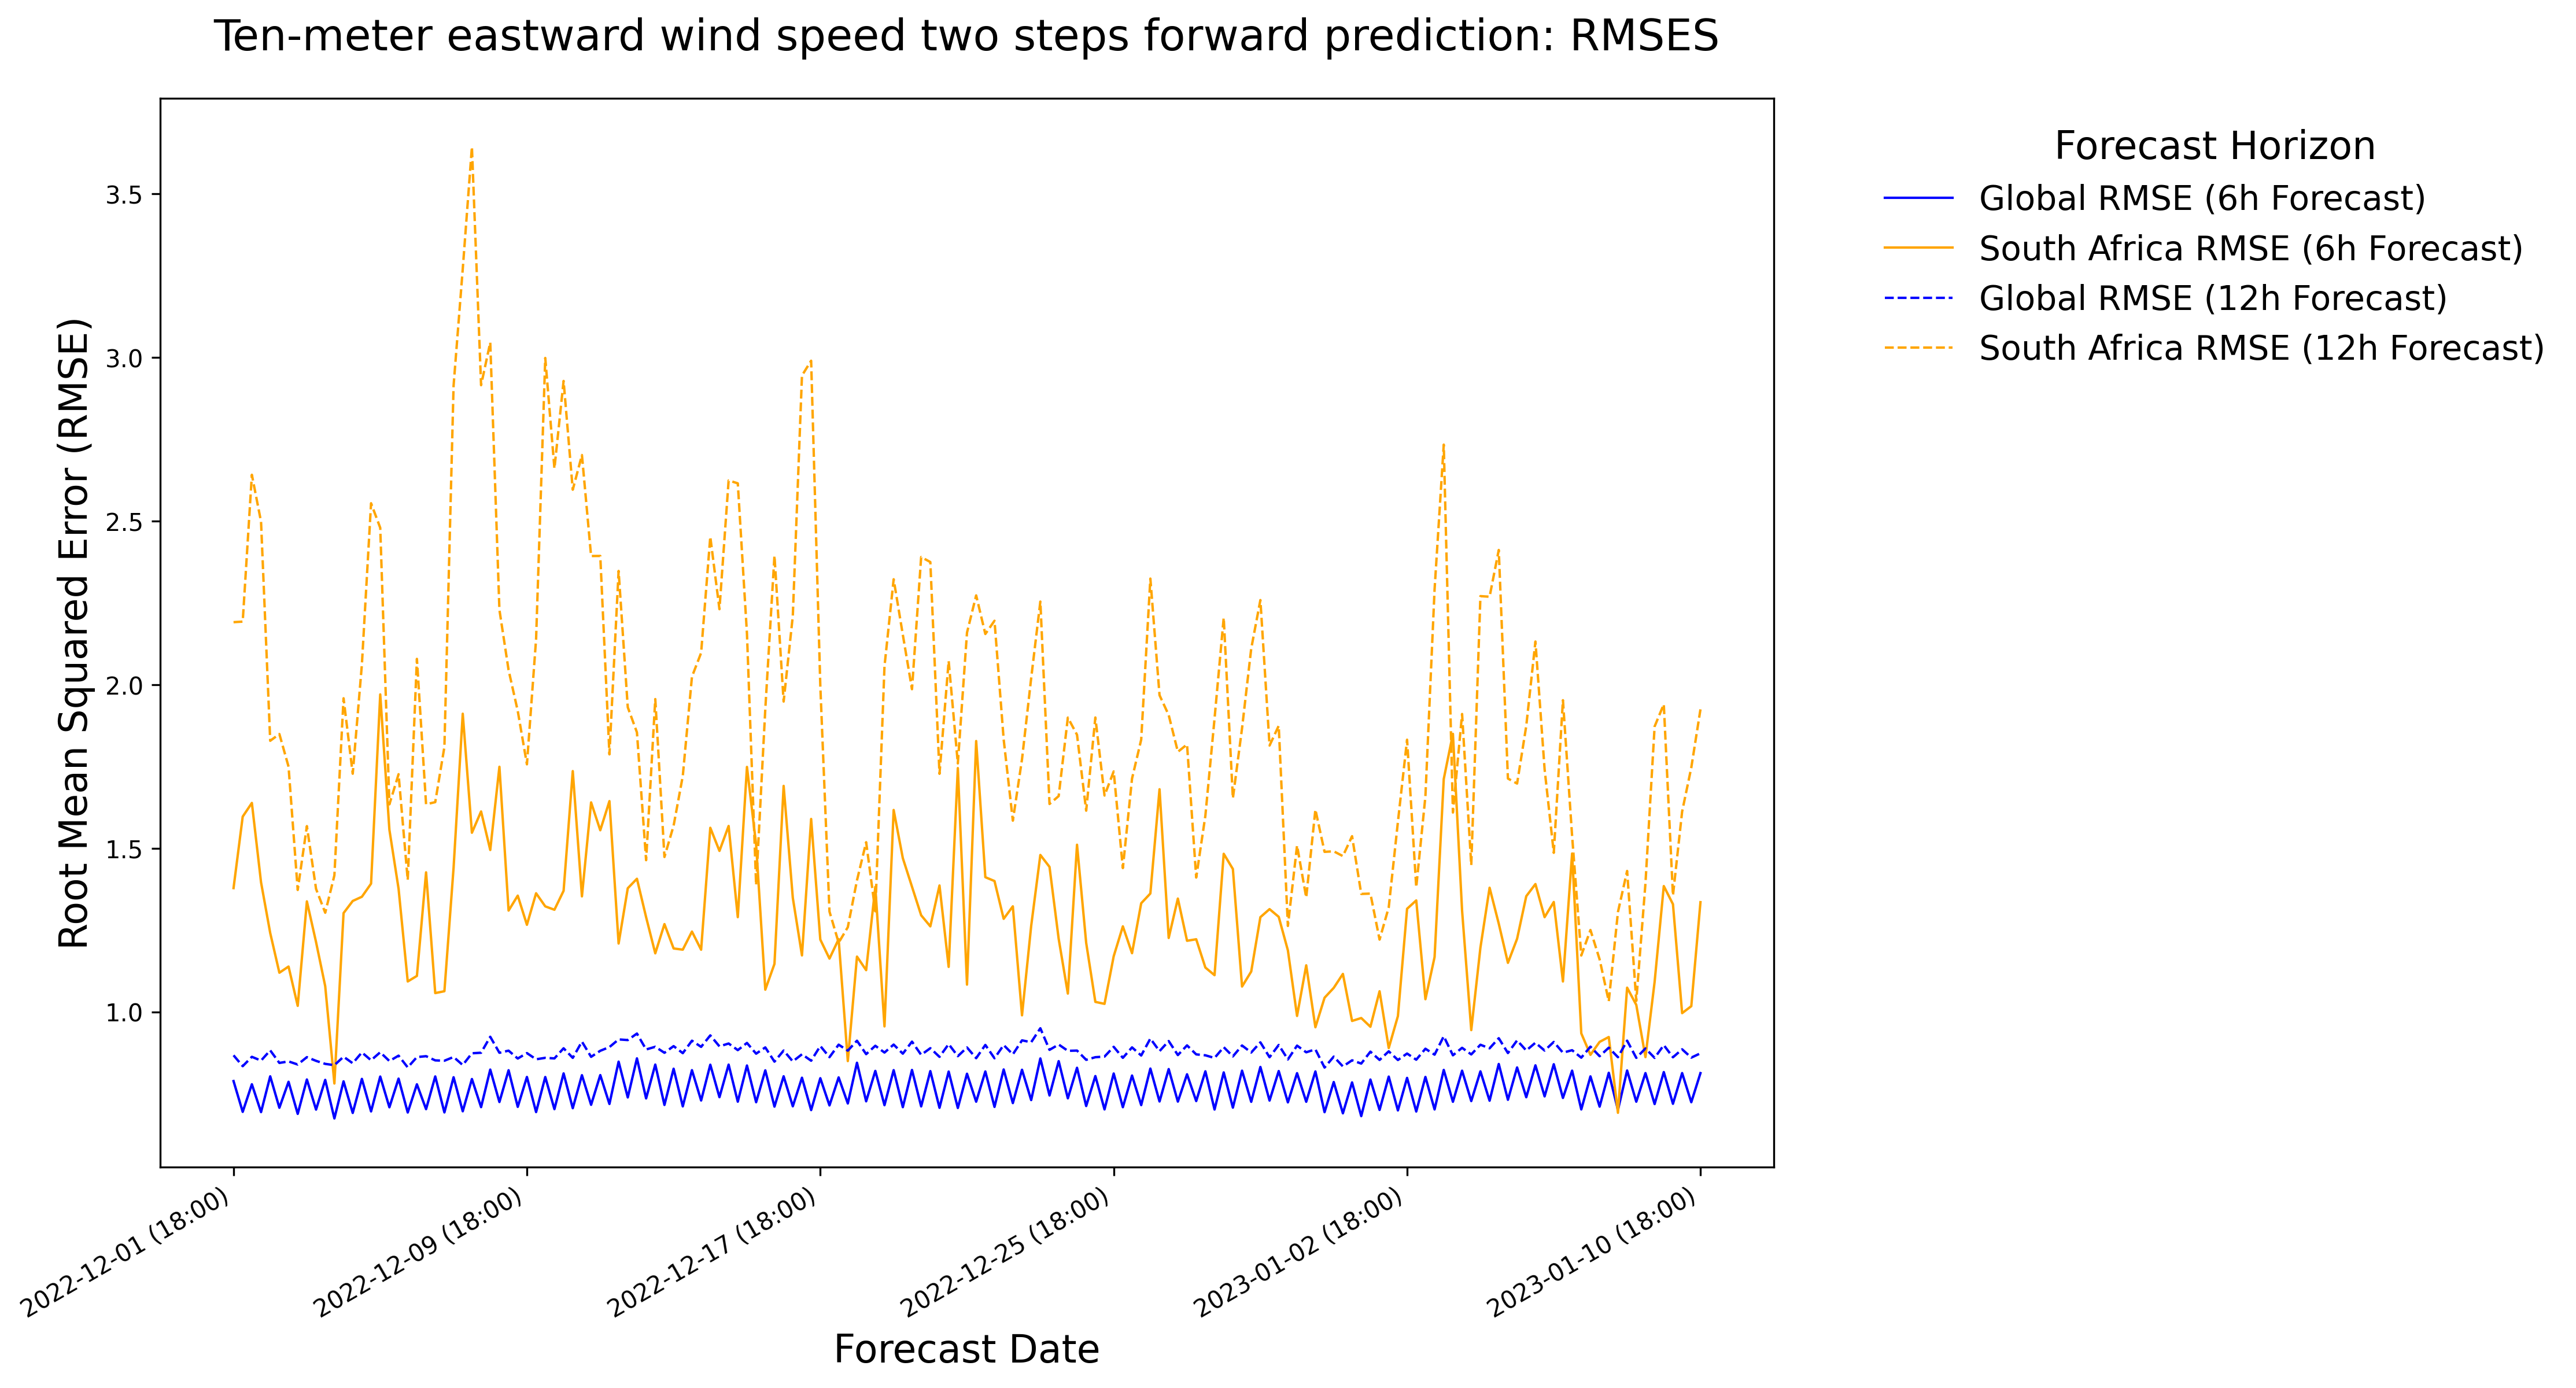 Ten-meter eastward wind speed two steps forward prediction: RMSES
Forecast Horizon
Global RMSE (6h Forecast)
South Africa RMSE (6h Forecast)
Global RMSE (12h Forecast)
South Africa RMSE (12h Forecast)
Root Mean Squared Error (RMSE)
3.5
3.0
2.5
2.0
1.5
1.0
2022-12-01 (18:00)
2022-12-09 (18:00)
2022-12-17 (18:00)
2022-12-25 (18:00)
2023-01-02 (18:00)
2023-01-10 (18:00)
Forecast Date